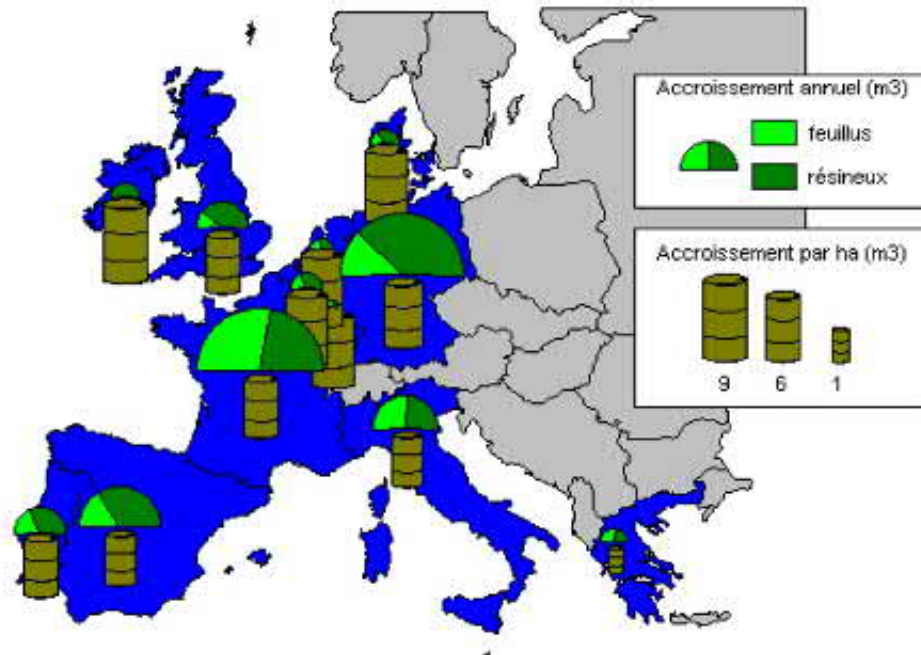 Accroissement annuel (m3)
feuillus
résineux
Accroissement par ha (m3)
9 6 1